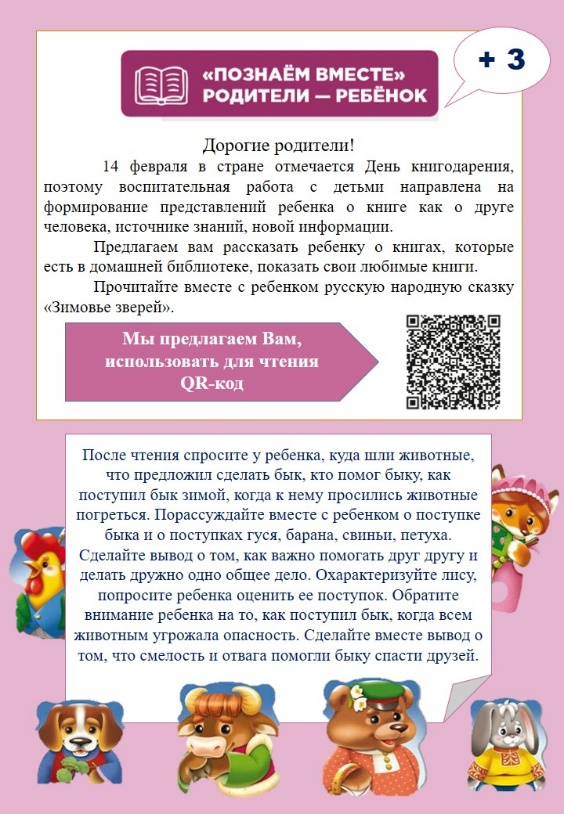 + 3
«ПОЗНАЁМ ВМЕСТЕ»
РОДИТЕЛИ — РЕБЁНОК
Дорогие родители!
14 февраля в стране отмечается День книгодарения,
поэтому воспитательная работа с детьми направлена на
формирование представлений ребенка о книге как о друге
человека, источнике знаний, новой информации.
Предлагаем вам рассказать ребенку о книгах, которые
есть в домашней библиотеке, показать свои любимые книги.
Прочитайте вместе с ребенком русскую народную сказку
«Зимовье зверей».
Мы предлагаем Вам,
использовать для чтения
QR-код
После чтения спросите у ребенка, куда шли животные,
что предложил сделать бык, кто помог быку, как
поступил бык зимой, когда к нему просились животные
погреться. Порассуждайте вместе с ребенком о поступке
быка и о поступках гуся, барана, свиньи, петуха.
Сделайте вывод о том, как важно помогать друг другу и
делать дружно одно общее дело. Охарактеризуйте лису,
попросите ребенка оценить ее поступок. Обратите
внимание ребенка на то, как поступил бык, когда всем
животным угрожала опасность. Сделайте вместе вывод о
том, что смелость и отвага помогли быку спасти друзей.